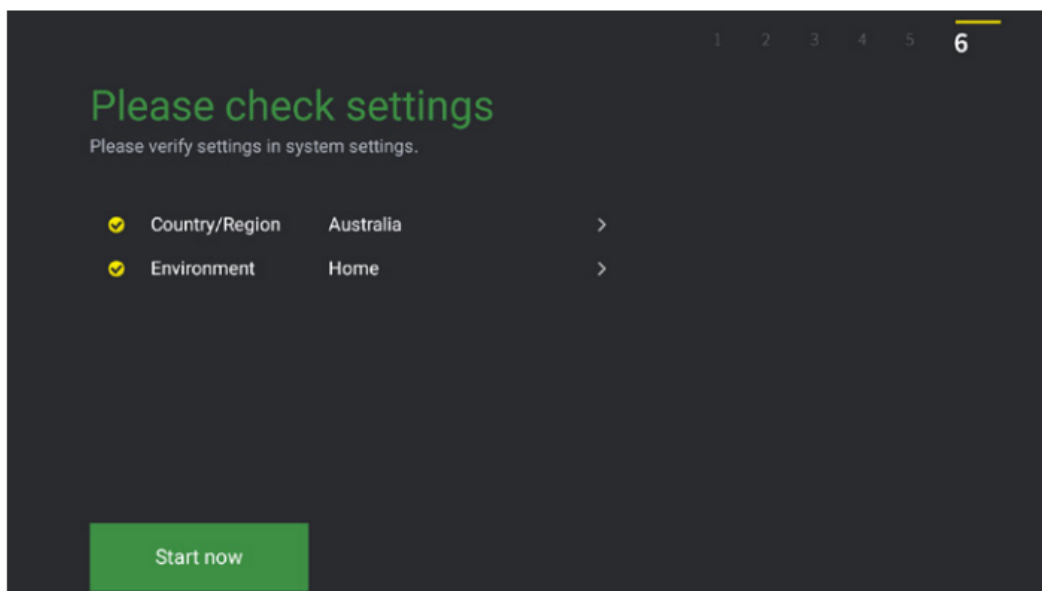 1 2 3 4 5 6
Please check settings
Please verify settings in system settings.
Country/Region Australia >
Environment Home >
Start now